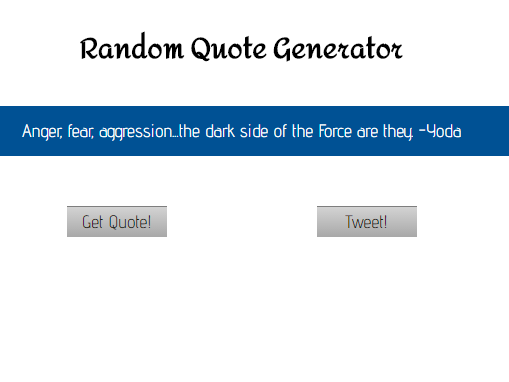 Random Quote Generator
Anger, fear, aggression...the dark side of the Force are they. -Yoda
Get Quote!
Tweet!